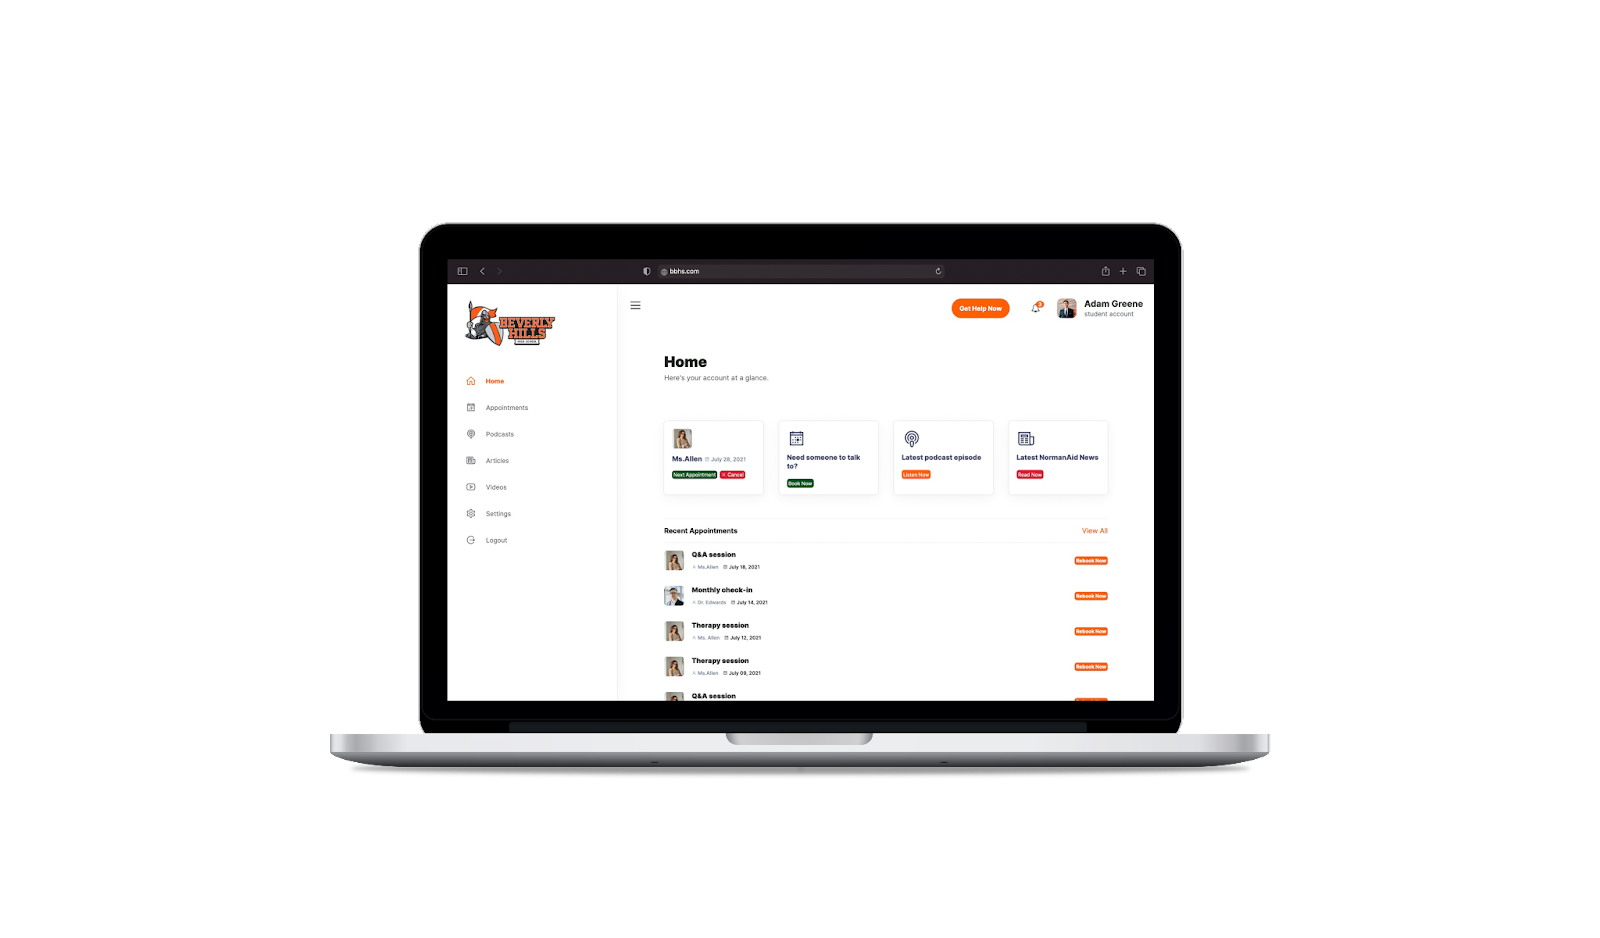 bbhs.com
BEVERLY
HILLS
HIGH SCHOOL
Get Help Now
3
Adam Greene
student account
Home
Appointments
Podcasts
Articles
Videos
Settings
Logout
Home
Here's your account at a glance.
Ms.Allen July 28, 2021
Next Appointment Cancel
Need someone to talk
to?
Book Now
Latest podcast episode
Listen Now
Latest NormanAid News
Read Now
Recent Appointments View All
Q&A session
Ms.Allen July 18, 2021
Rebook Now
Monthly check-in
Dr. Edwards July 14, 2021
Rebook Now
Therapy session
Ms. Allen July 12, 2021
Rebook Now
Therapy session
Ms.Allen July 09, 2021
Rebook Now
Q&A session